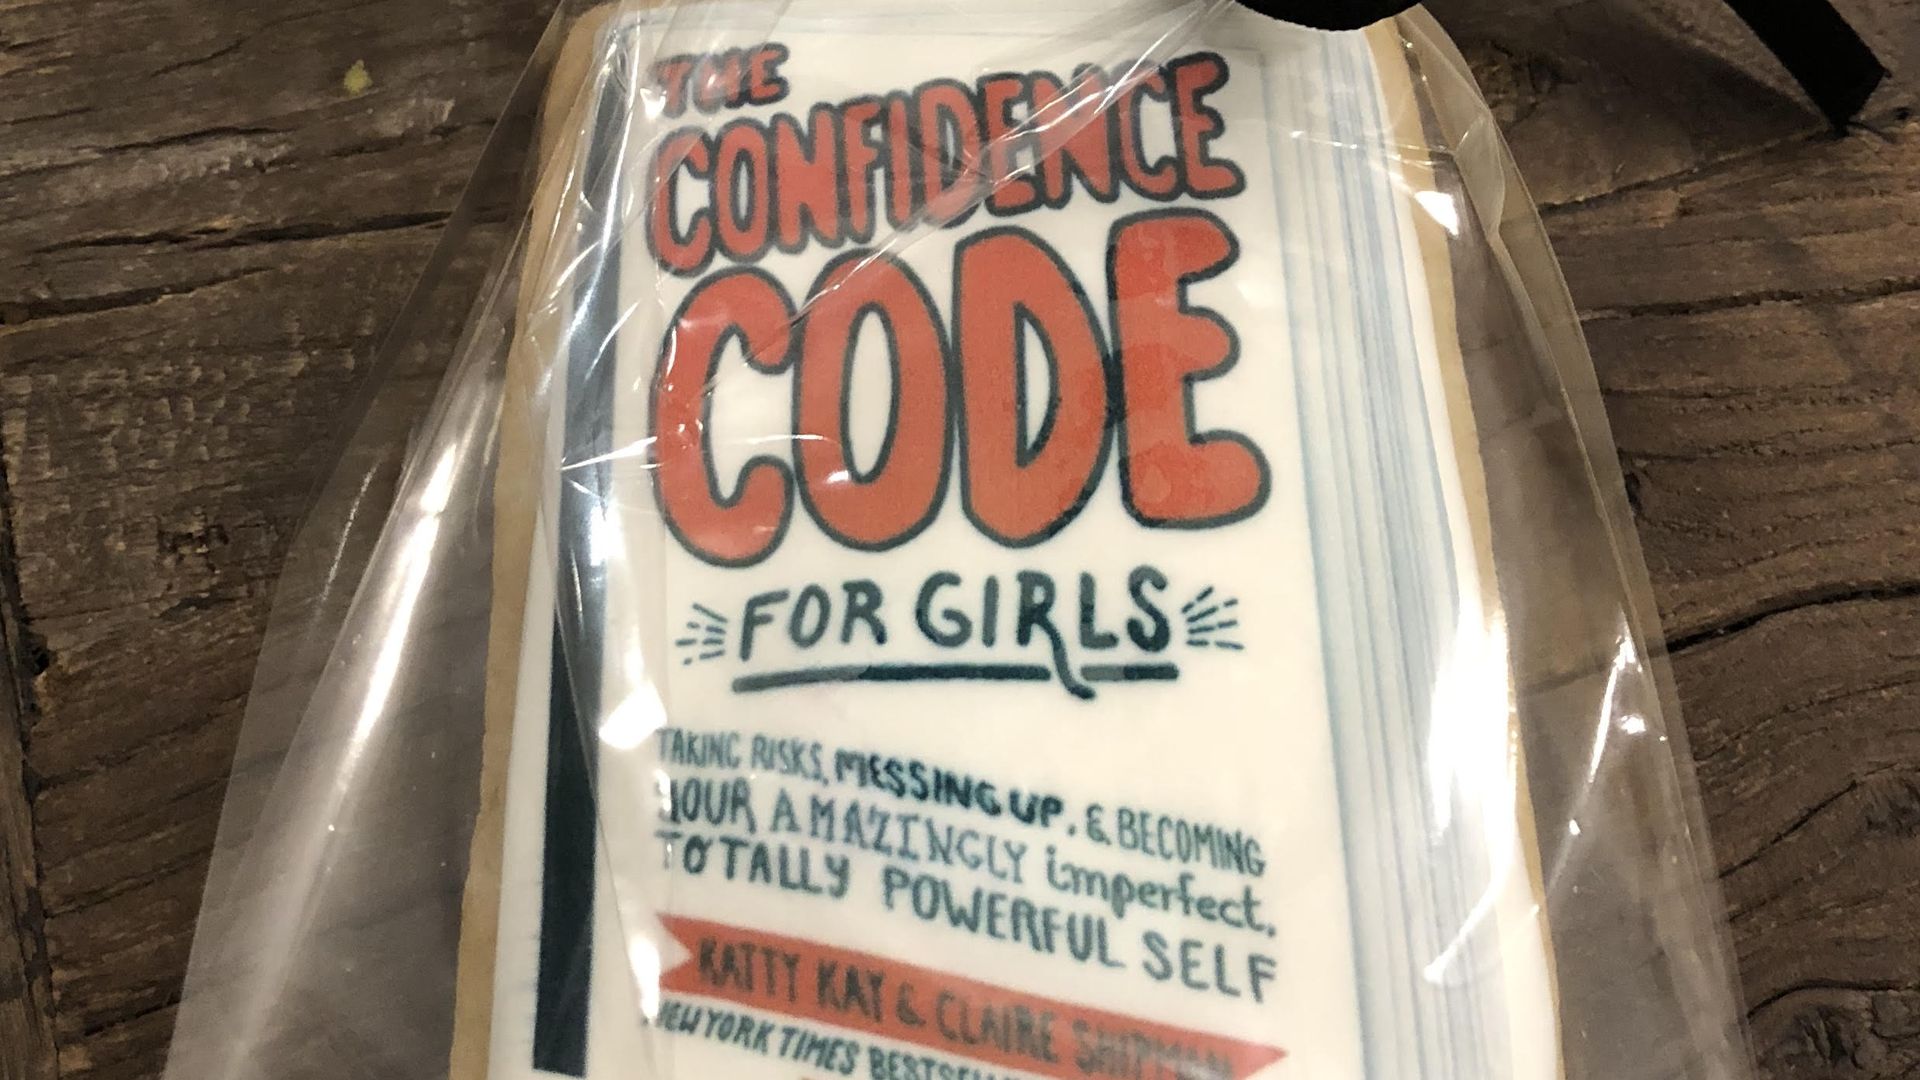 THE
CONFIDENCE
CODE
FOR GIRLS
TAKING RISKS, MESSING UP, & BECOMING
YOUR AMAZINGLY imperfect,
TOTALLY POWERFUL SELF
KATTY KAY & CLAIRE SHIPMAN
NEW YORK TIMES